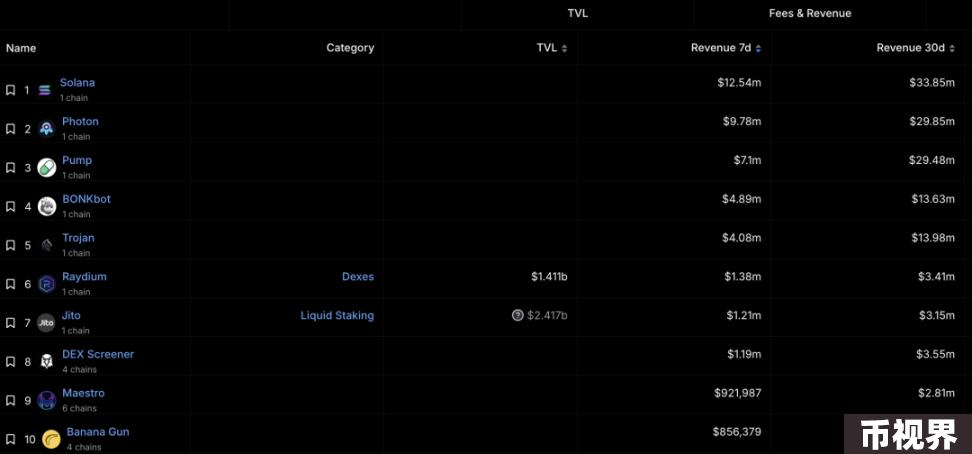 TVL Fees & Revenue
Name Category TVL Revenue 7d Revenue 30d
1 Solana $12.54m $33.85m
1 chain
2 Photon $9.78m $29.85m
1 chain
3 Pump $7.1m $29.48m
1 chain
4 BONKbot $4.89m $13.63m
1 chain
5 Trojan $4.08m $13.98m
1 chain
6 Raydium Dexes $1.411b $1.38m $3.41m
1 chain
7 Jito Jito Liquid Staking ? $2.417b $1.21m $3.15m
1 chain
8 DEX Screener $1.19m $3.55m
4 chains
9 Maestro $921,987 $2.81m
6 chains
10 Banana Gun $856,379
4 chains
币视界